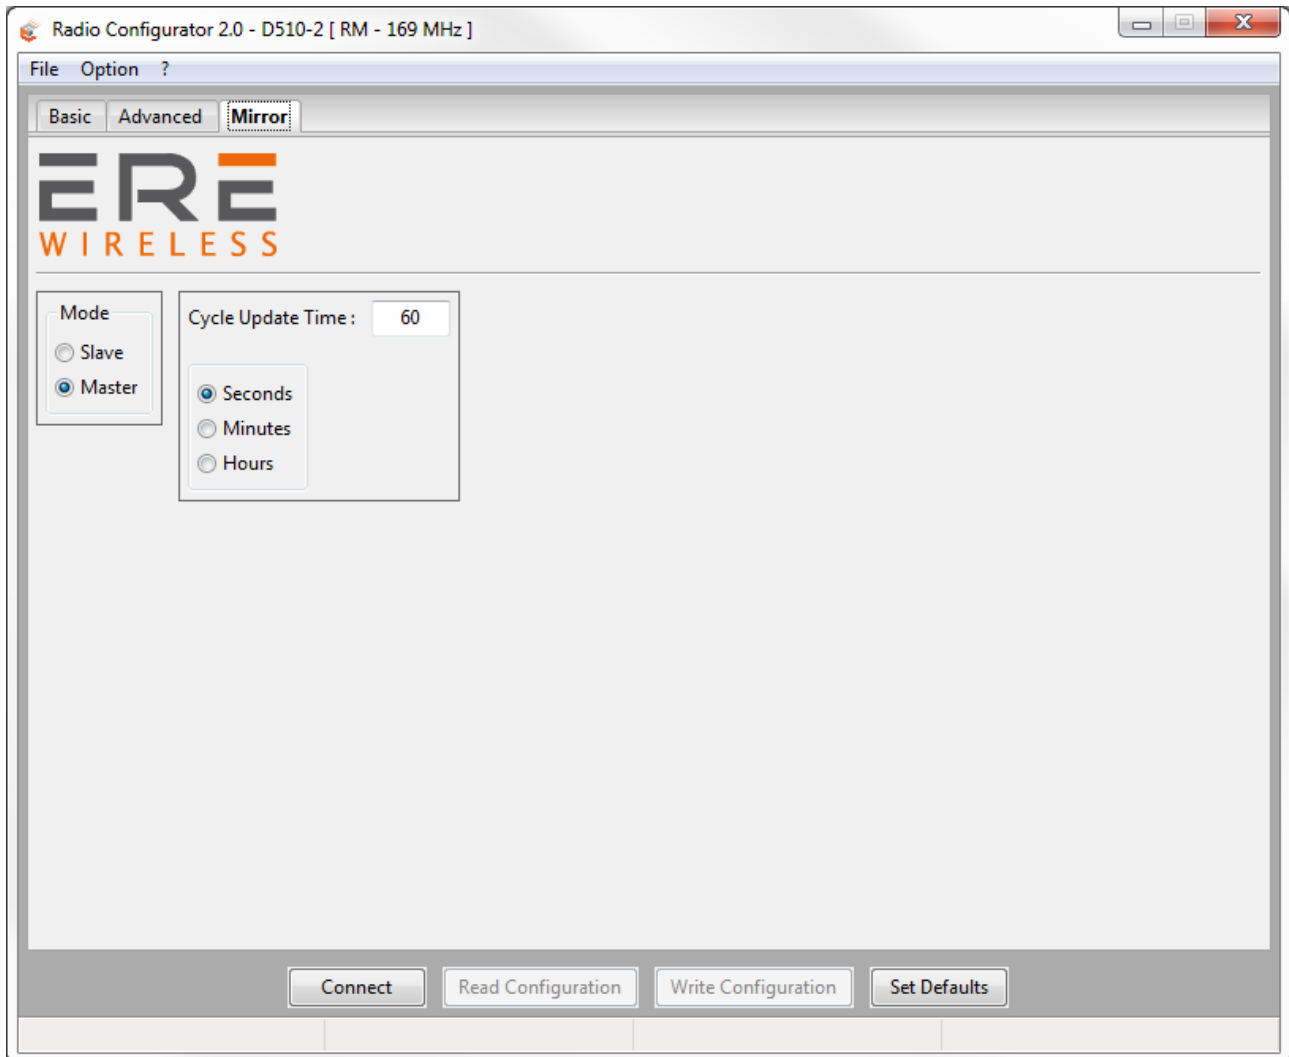 Radio Configurator 2.0 - D510-2 [ RM - 169 MHz ]
File Option ?
Basic Advanced Mirror
ERE
WIRELESS
Mode
Slave
Master
Cycle Update Time : 60
Seconds
Minutes
Hours
Connect Read Configuration Write Configuration Set Defaults